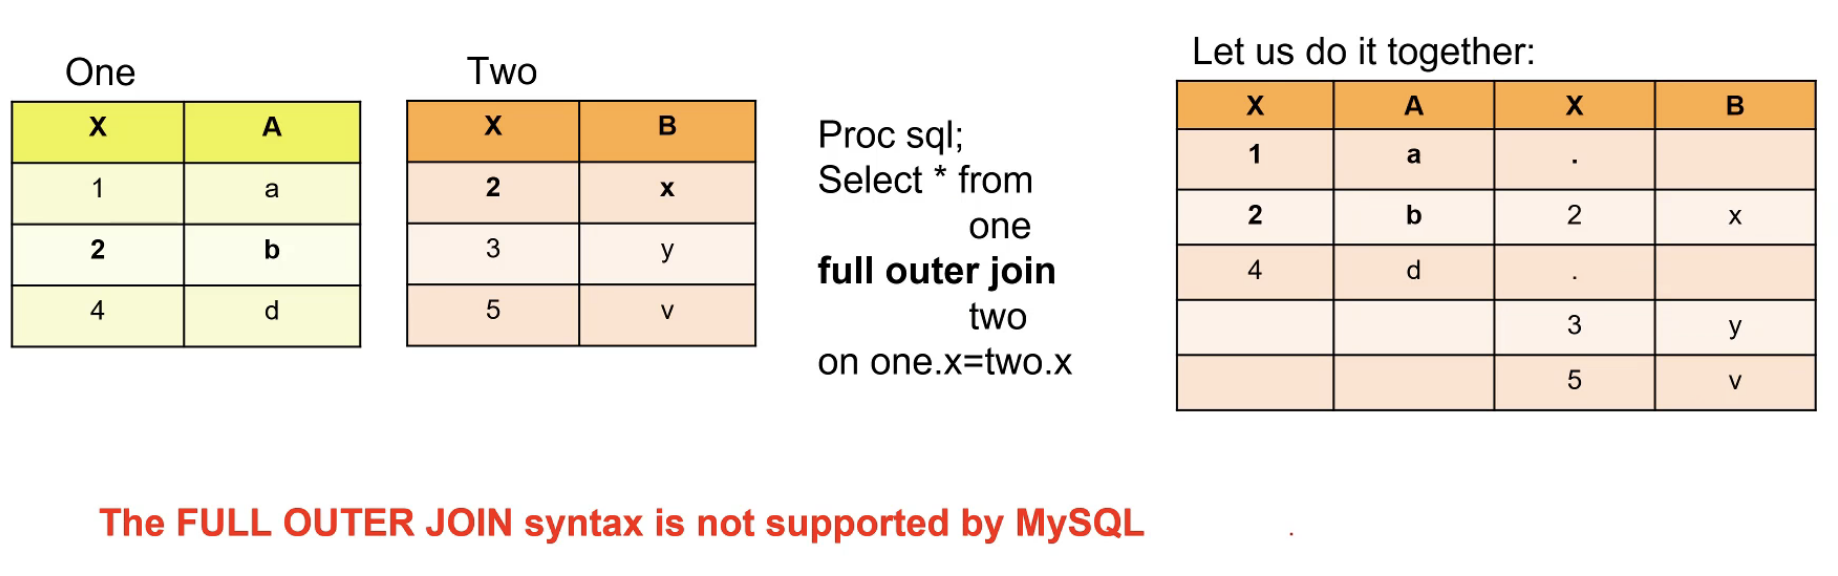 One
X A
1 a
2 b
4 d
Two
X B
2 x
3 y
5 v
Proc sql;
Select * from
one
full outer join
two
on one.x=two.x
Let us do it together:
X A X B
1 a .
2 b 2 x
4 d .
3 y
5 v
The FULL OUTER JOIN syntax is not supported by MySQL